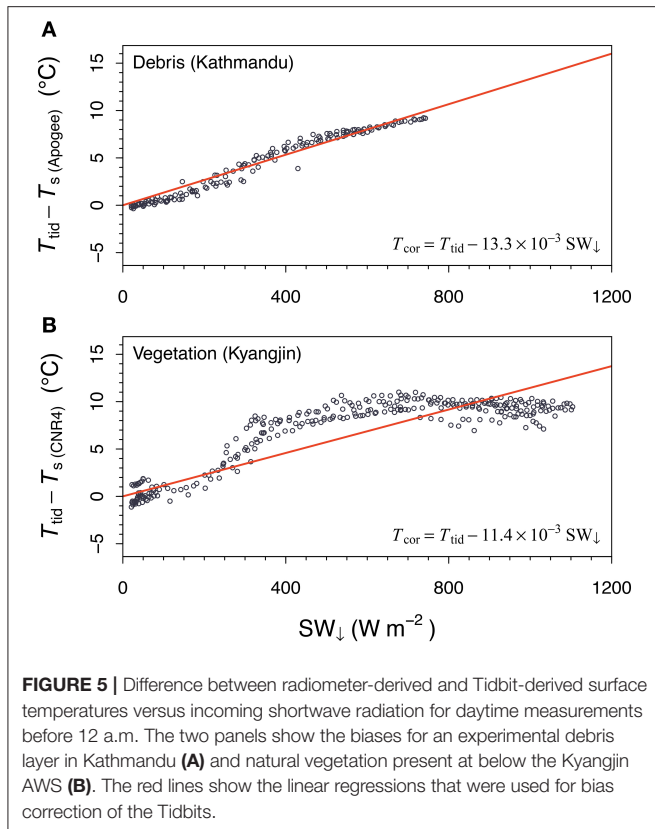 A
Debris (Kathmandu)
T_tid − T_s (Apogee) (°C)
15
10
5
0
−5
T_cor = T_tid − 13.3 × 10⁻³ SW↓
0 400 800 1200
B
Vegetation (Kyangjin)
T_tid − T_s (CNR4) (°C)
15
10
5
0
−5
T_cor = T_tid − 11.4 × 10⁻³ SW↓
0 400 800 1200
SW↓ (W m⁻²)
FIGURE 5 | Difference between radiometer-derived and Tidbit-derived surface
temperatures versus incoming shortwave radiation for daytime measurements
before 12 a.m. The two panels show the biases for an experimental debris
layer in Kathmandu (A) and natural vegetation present at below the Kyangjin
AWS (B). The red lines show the linear regressions that were used for bias
correction of the Tidbits.